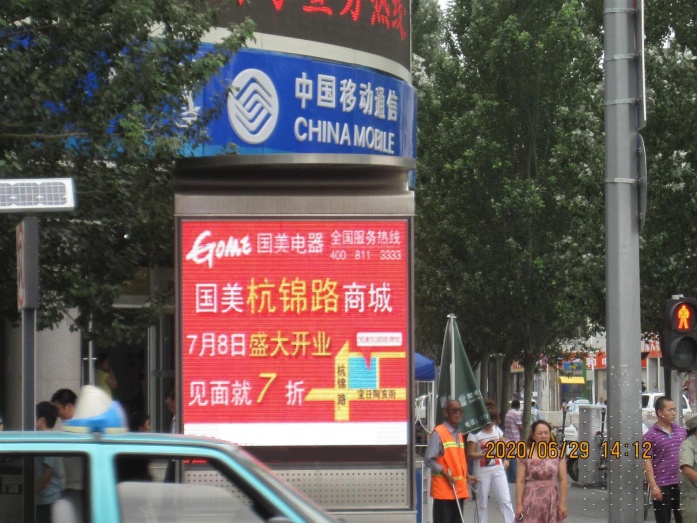 中国移动通信
CHINA MOBILE
GOME 国美电器 全国服务热线
400 811 3333
国美杭锦路商城
7月8日盛大开业
见面就7折
杭锦路
2020/06/29 14:12